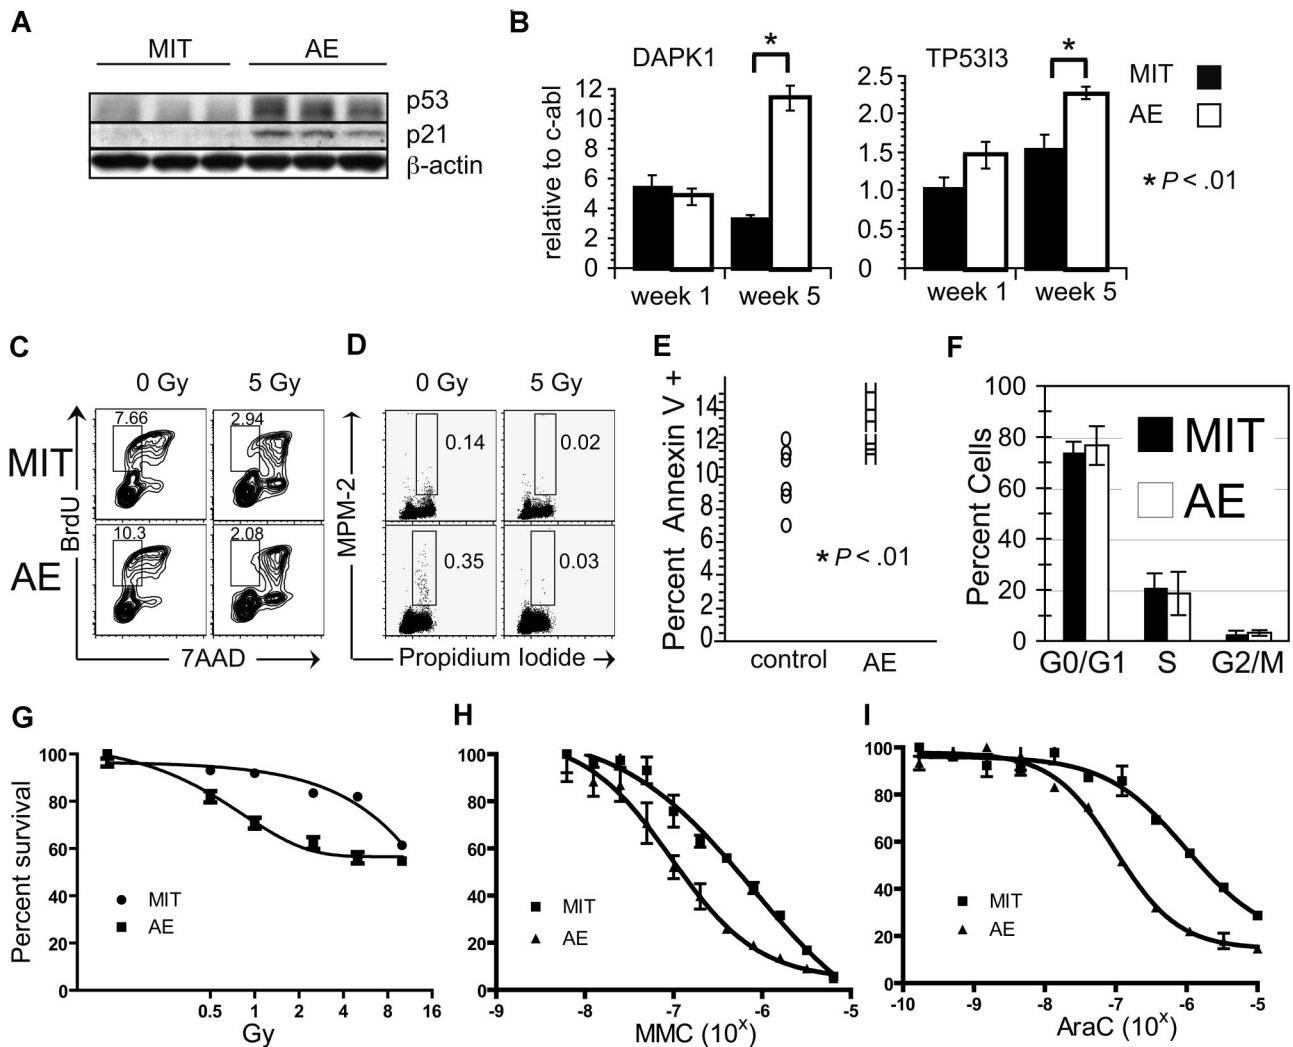 A
MIT AE
p53
p21
β-actin
B
DAPK1
relative to c-abl
12
10
8
6
4
2
0
week 1 week 5
TP53I3
2.5
2.0
1.5
1.0
0.5
0
week 1 week 5
*
*
MIT
AE
* P < .01
C
0 Gy 5 Gy
MIT
7.66 2.94
AE
10.3 2.08
BrdU
7AAD
D
0 Gy 5 Gy
0.14 0.02
0.35 0.03
MPM-2
Propidium Iodide
E
Percent Annexin V +
14
12
10
8
6
4
2
0
* P < .01
control AE
F
Percent Cells
100
80
60
40
20
0
MIT
AE
G0/G1 S G2/M
G
Percent survival
100
80
60
40
20
0
MIT
AE
0.5 1 2 4 8 16
Gy
H
100
80
60
40
20
0
MIT
AE
-8 -7 -6 -5
MMC (10ˣ)
I
100
80
60
40
20
0
MIT
AE
-10 -9 -8 -7 -6 -5
AraC (10ˣ)